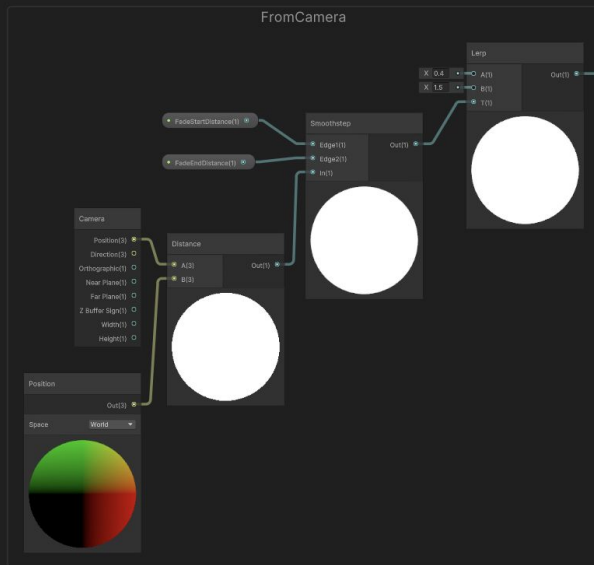 FromCamera
Lerp
X 0.4
A(1)
Out(1)
X 1.5
B(1)
T(1)
FadeStartDistance(1)
Smoothstep
Edge1(1)
Out(1)
FadeEndDistance(1)
Edge2(1)
In(1)
Camera
Position(3)
Direction(3)
Orthographic(1)
Near Plane(1)
Far Plane(1)
Z Buffer Sign(1)
Width(1)
Height(1)
Distance
A(3)
Out(1)
B(3)
Position
Out(3)
Space
World